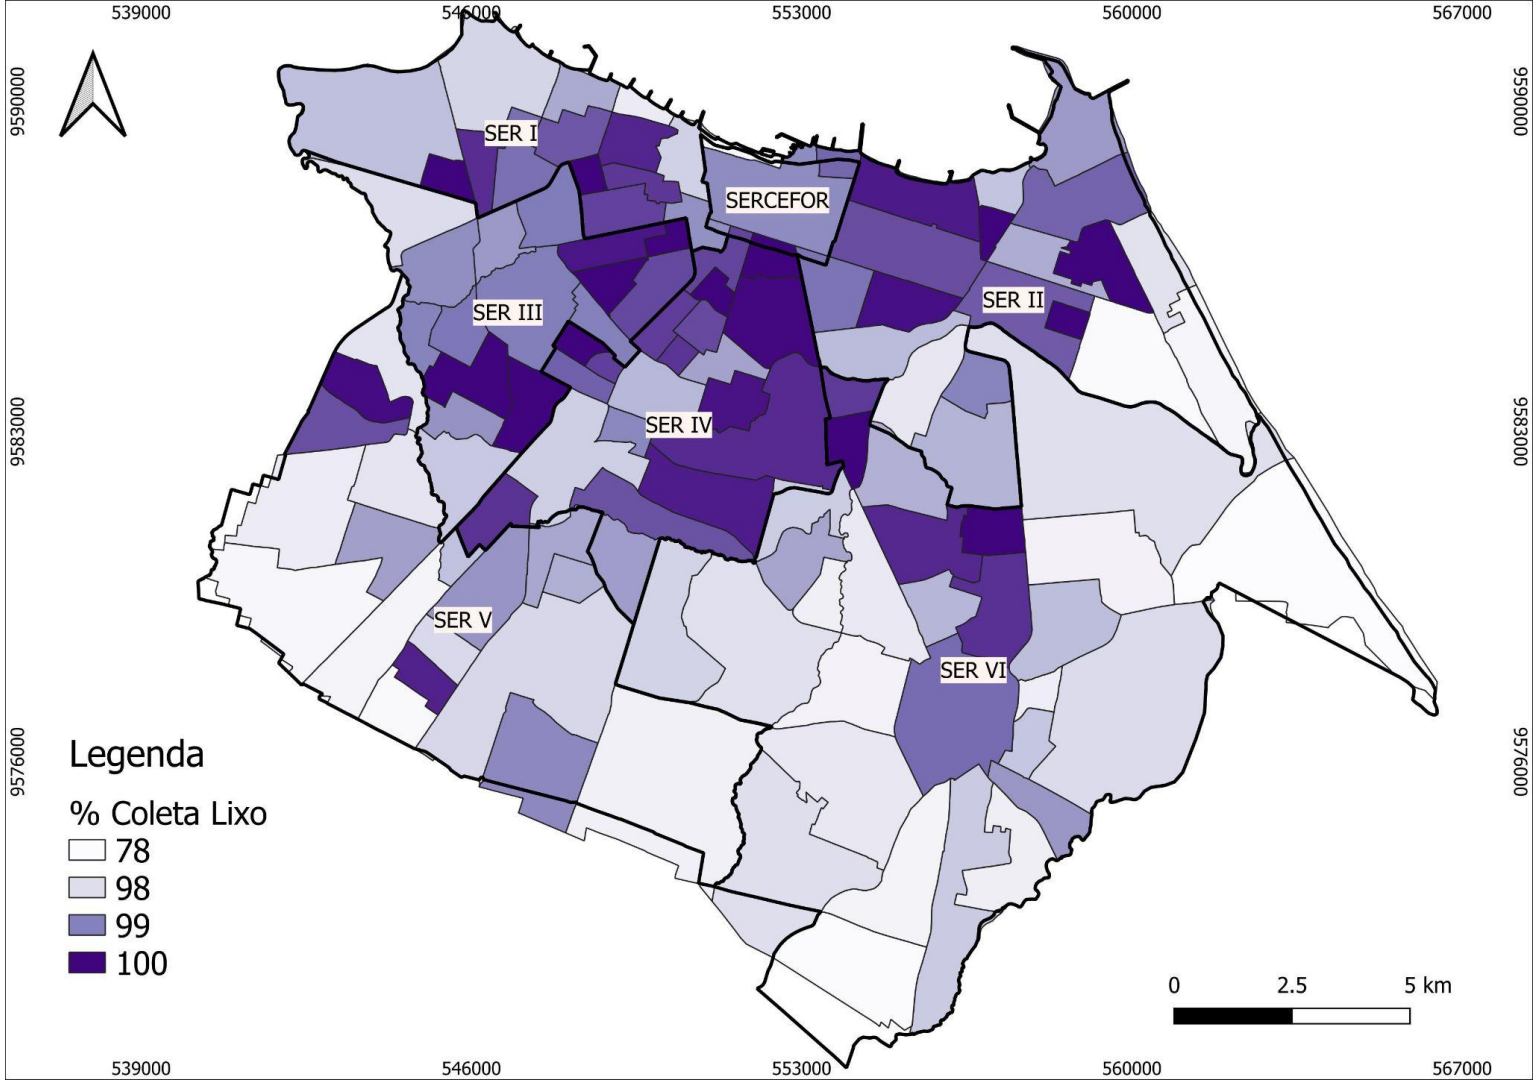 539000
546000
553000
560000
567000
9590000
9590000
SER I
SERCEFOR
SER II
SER III
9583000
9583000
SER IV
SER V
SER VI
9576000
9576000
Legenda
% Coleta Lixo
78
98
99
100
0 2.5 5 km
539000
546000
553000
560000
567000